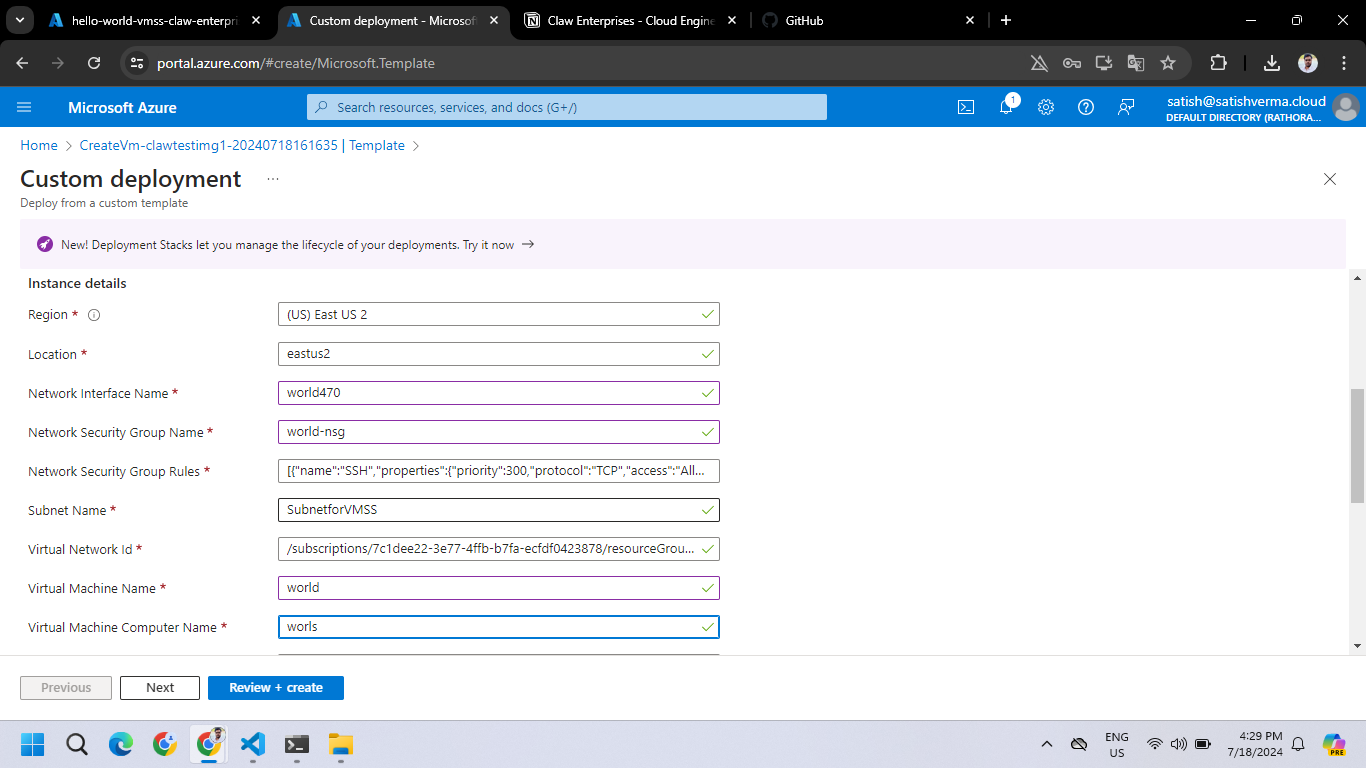 hello-world-vmss-claw-enterpri
Custom deployment - Microsof
Claw Enterprises - Cloud Engine
GitHub
portal.azure.com/#create/Microsoft.Template
Microsoft Azure
Search resources, services, and docs (G+/)
1
satish@satishverma.cloud
DEFAULT DIRECTORY (RATHORA...
Home > CreateVm-clawtestimg1-20240718161635 | Template >
Custom deployment ...
Deploy from a custom template
New! Deployment Stacks let you manage the lifecycle of your deployments. Try it now →
Instance details
Region * (US) East US 2
Location * eastus2
Network Interface Name * world470
Network Security Group Name * world-nsg
Network Security Group Rules * [{"name":"SSH","properties":{"priority":300,"protocol":"TCP","access":"All...
Subnet Name * SubnetforVMSS
Virtual Network Id * /subscriptions/7c1dee22-3e77-4ffb-b7fa-ecfdf0423878/resourceGrou...
Virtual Machine Name * world
Virtual Machine Computer Name * worls
Previous Next Review + create
ENG
US
4:29 PM
7/18/2024
PRE